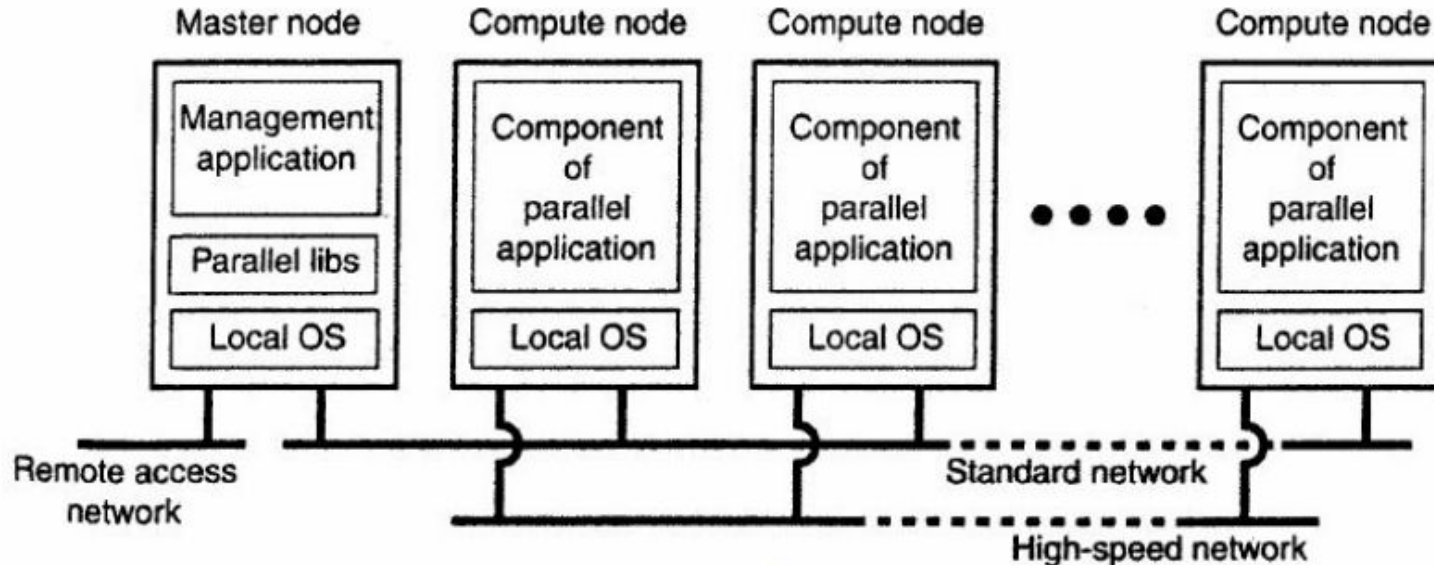 Master node
Compute node
Compute node
Compute node
Management
application
Parallel libs
Local OS
Component
of
parallel
application
Local OS
Component
of
parallel
application
Local OS
Component
of
parallel
application
Local OS
Remote access
network
Standard network
High-speed network